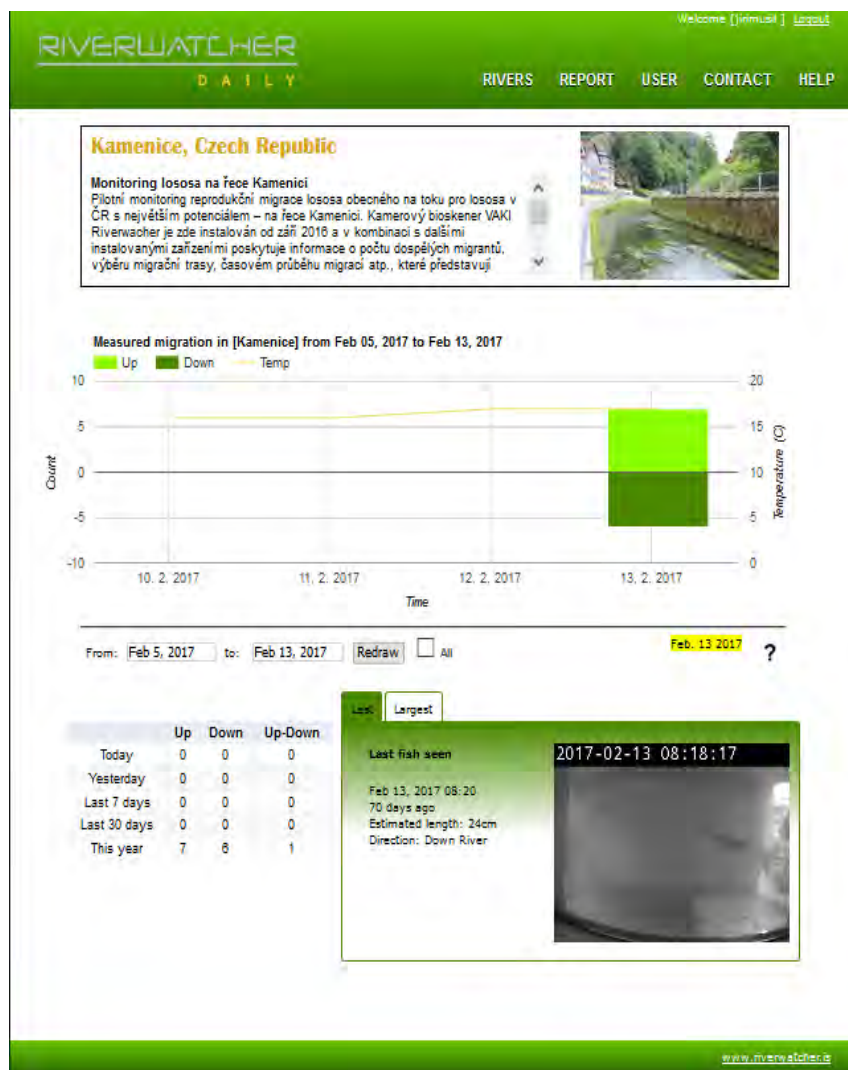 Welcome [jirimusil ] Logout
RIVERWATCHER
DAILY
RIVERS REPORT USER CONTACT HELP
Kamenice, Czech Republic
Monitoring lososa na řece Kamenici
Pilotní monitoring reprodukční migrace lososa obecného na toku pro lososa v
ČR s největším potenciálem – na řece Kamenici. Kamerový bioskener VAKI
Riverwacher je zde instalován od září 2016 a v kombinaci s dalšími
instalovanými zařízeními poskytuje informace o počtu dospělých migrantů,
výběru migrační trasy, časovém průběhu migrací atp., které představují
Measured migration in [Kamenice] from Feb 05, 2017 to Feb 13, 2017
Up Down Temp
10 20
5 15
0 10
-5 5
-10 0
Count
Temperature (C)
10. 2. 2017 11. 2. 2017 12. 2. 2017 13. 2. 2017
Time
From: Feb 5, 2017 to: Feb 13, 2017 Redraw All
Feb. 13 2017 ?
Up Down Up-Down
Today 0 0 0
Yesterday 0 0 0
Last 7 days 0 0 0
Last 30 days 0 0 0
This year 7 6 1
Last Largest
Last fish seen
Feb 13, 2017 08:20
70 days ago
Estimated length: 24cm
Direction: Down River
2017-02-13 08:18:17
www.riverwatcher.is